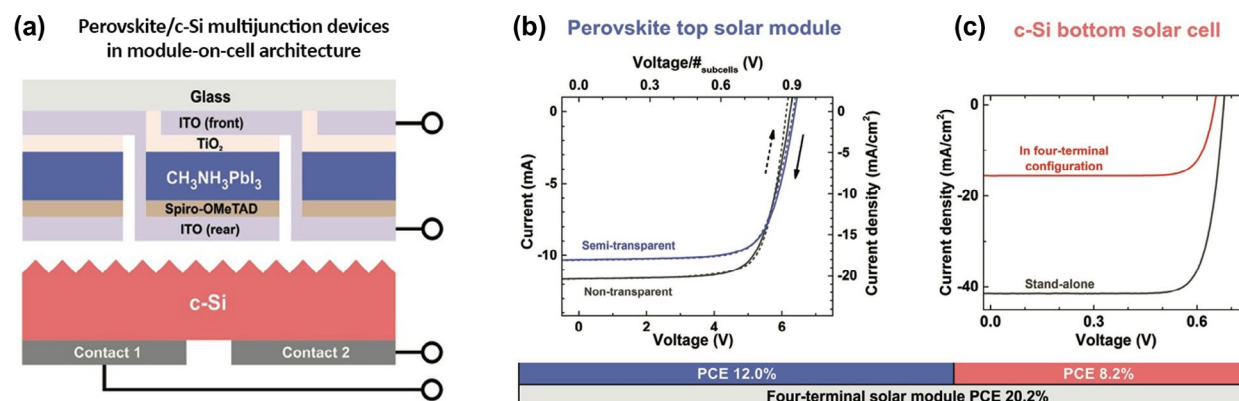 (a)
Perovskite/c-Si multijunction devices
in module-on-cell architecture
Glass
ITO (front)
TiO₂
CH₃NH₃PbI₃
Spiro-OMeTAD
ITO (rear)
c-Si
Contact 1
Contact 2
(b)
Perovskite top solar module
Voltage/#subcells (V)
0.0
0.3
0.6
0.9
0
-5
-10
Current (mA)
0
-5
-10
-15
-20
Current density (mA/cm²)
Semi-transparent
Non-transparent
0
2
4
6
Voltage (V)
(c)
c-Si bottom solar cell
0
-20
-40
Current density (mA/cm²)
In four-terminal
configuration
Stand-alone
0.0
0.3
0.6
Voltage (V)
PCE 12.0%
PCE 8.2%
Four-terminal solar module PCE 20.2%